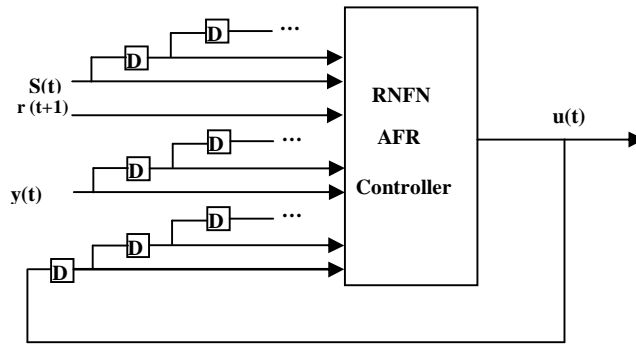 D ...
D
S(t)
r (t+1)
RNFN
AFR
Controller
u(t)
D ...
D
y(t)
D ...
D
D